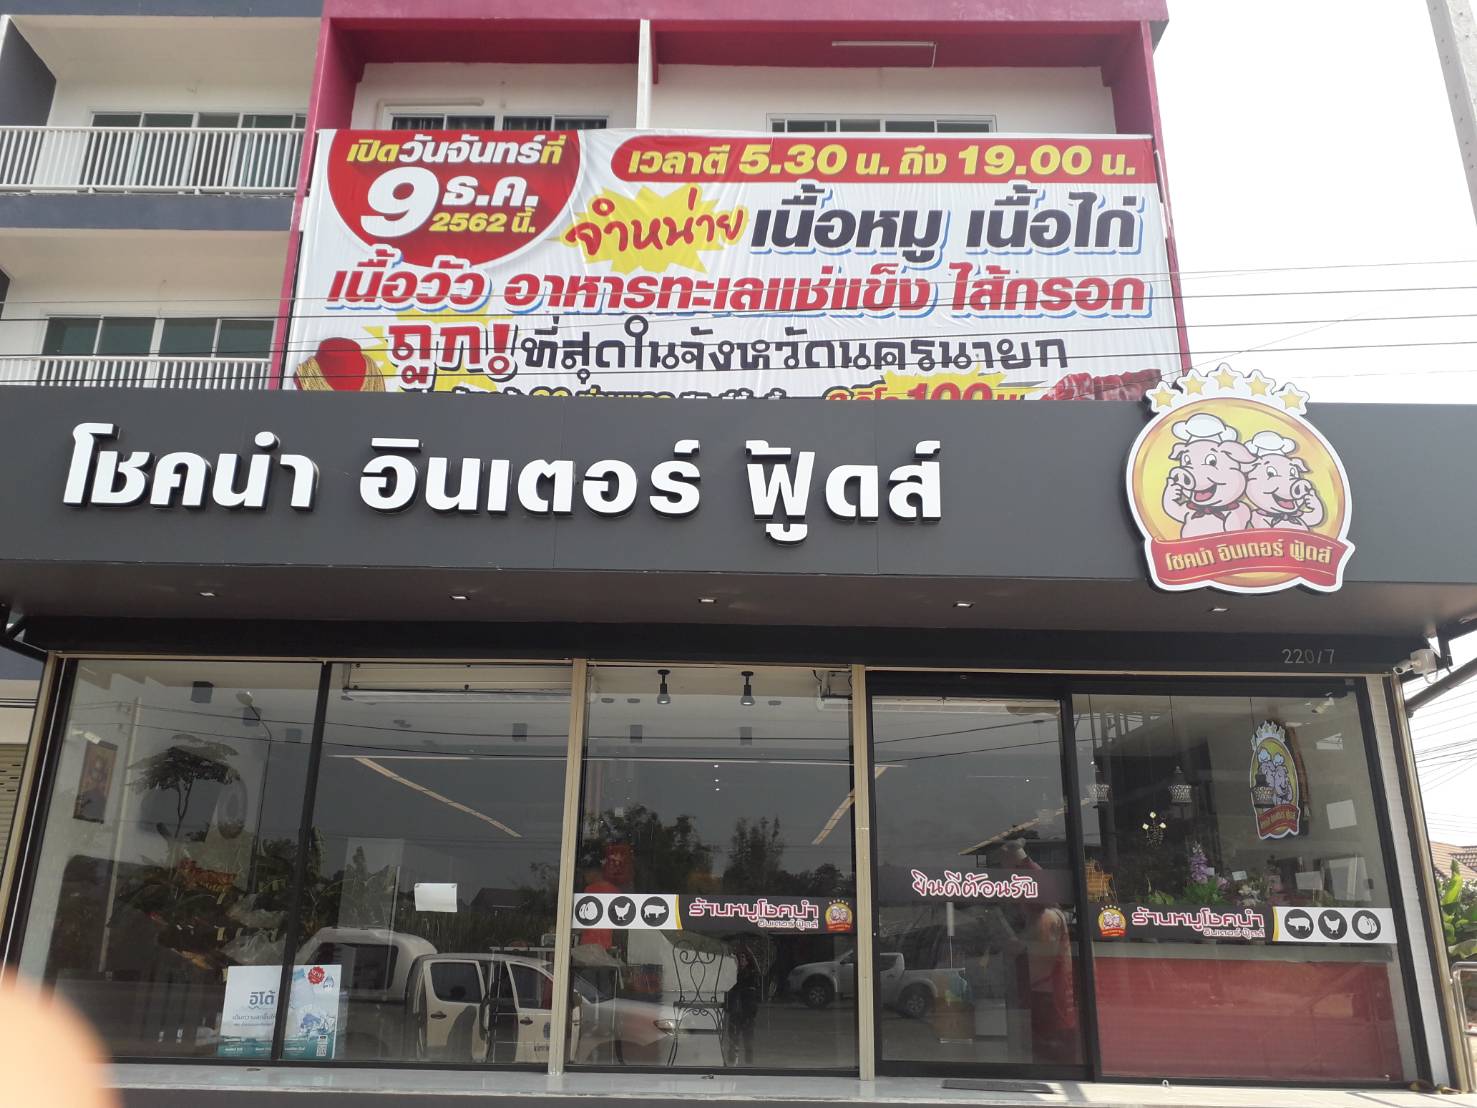 เปิดวันจันทร์ที่
9 ธ.ค.
2562 นี้.
เวลาตี 5.30 น. ถึง 19.00 น.
จำหน่าย เนื้อหมู เนื้อไก่
เนื้อวัว อาหารทะเลแช่แข็ง ไส้กรอก
ถูก! ที่สุดในจังหวัดนครนายก
โชคนำ อินเตอร์ ฟู้ดส์
โชคนำ อินเตอร์ ฟู้ดส์
220/7
ยินดีต้อนรับ
ร้านหมูโชคนำ
อินเตอร์ ฟู้ดส์
ร้านหมูโชคนำ
อินเตอร์ ฟู้ดส์
อิโต้